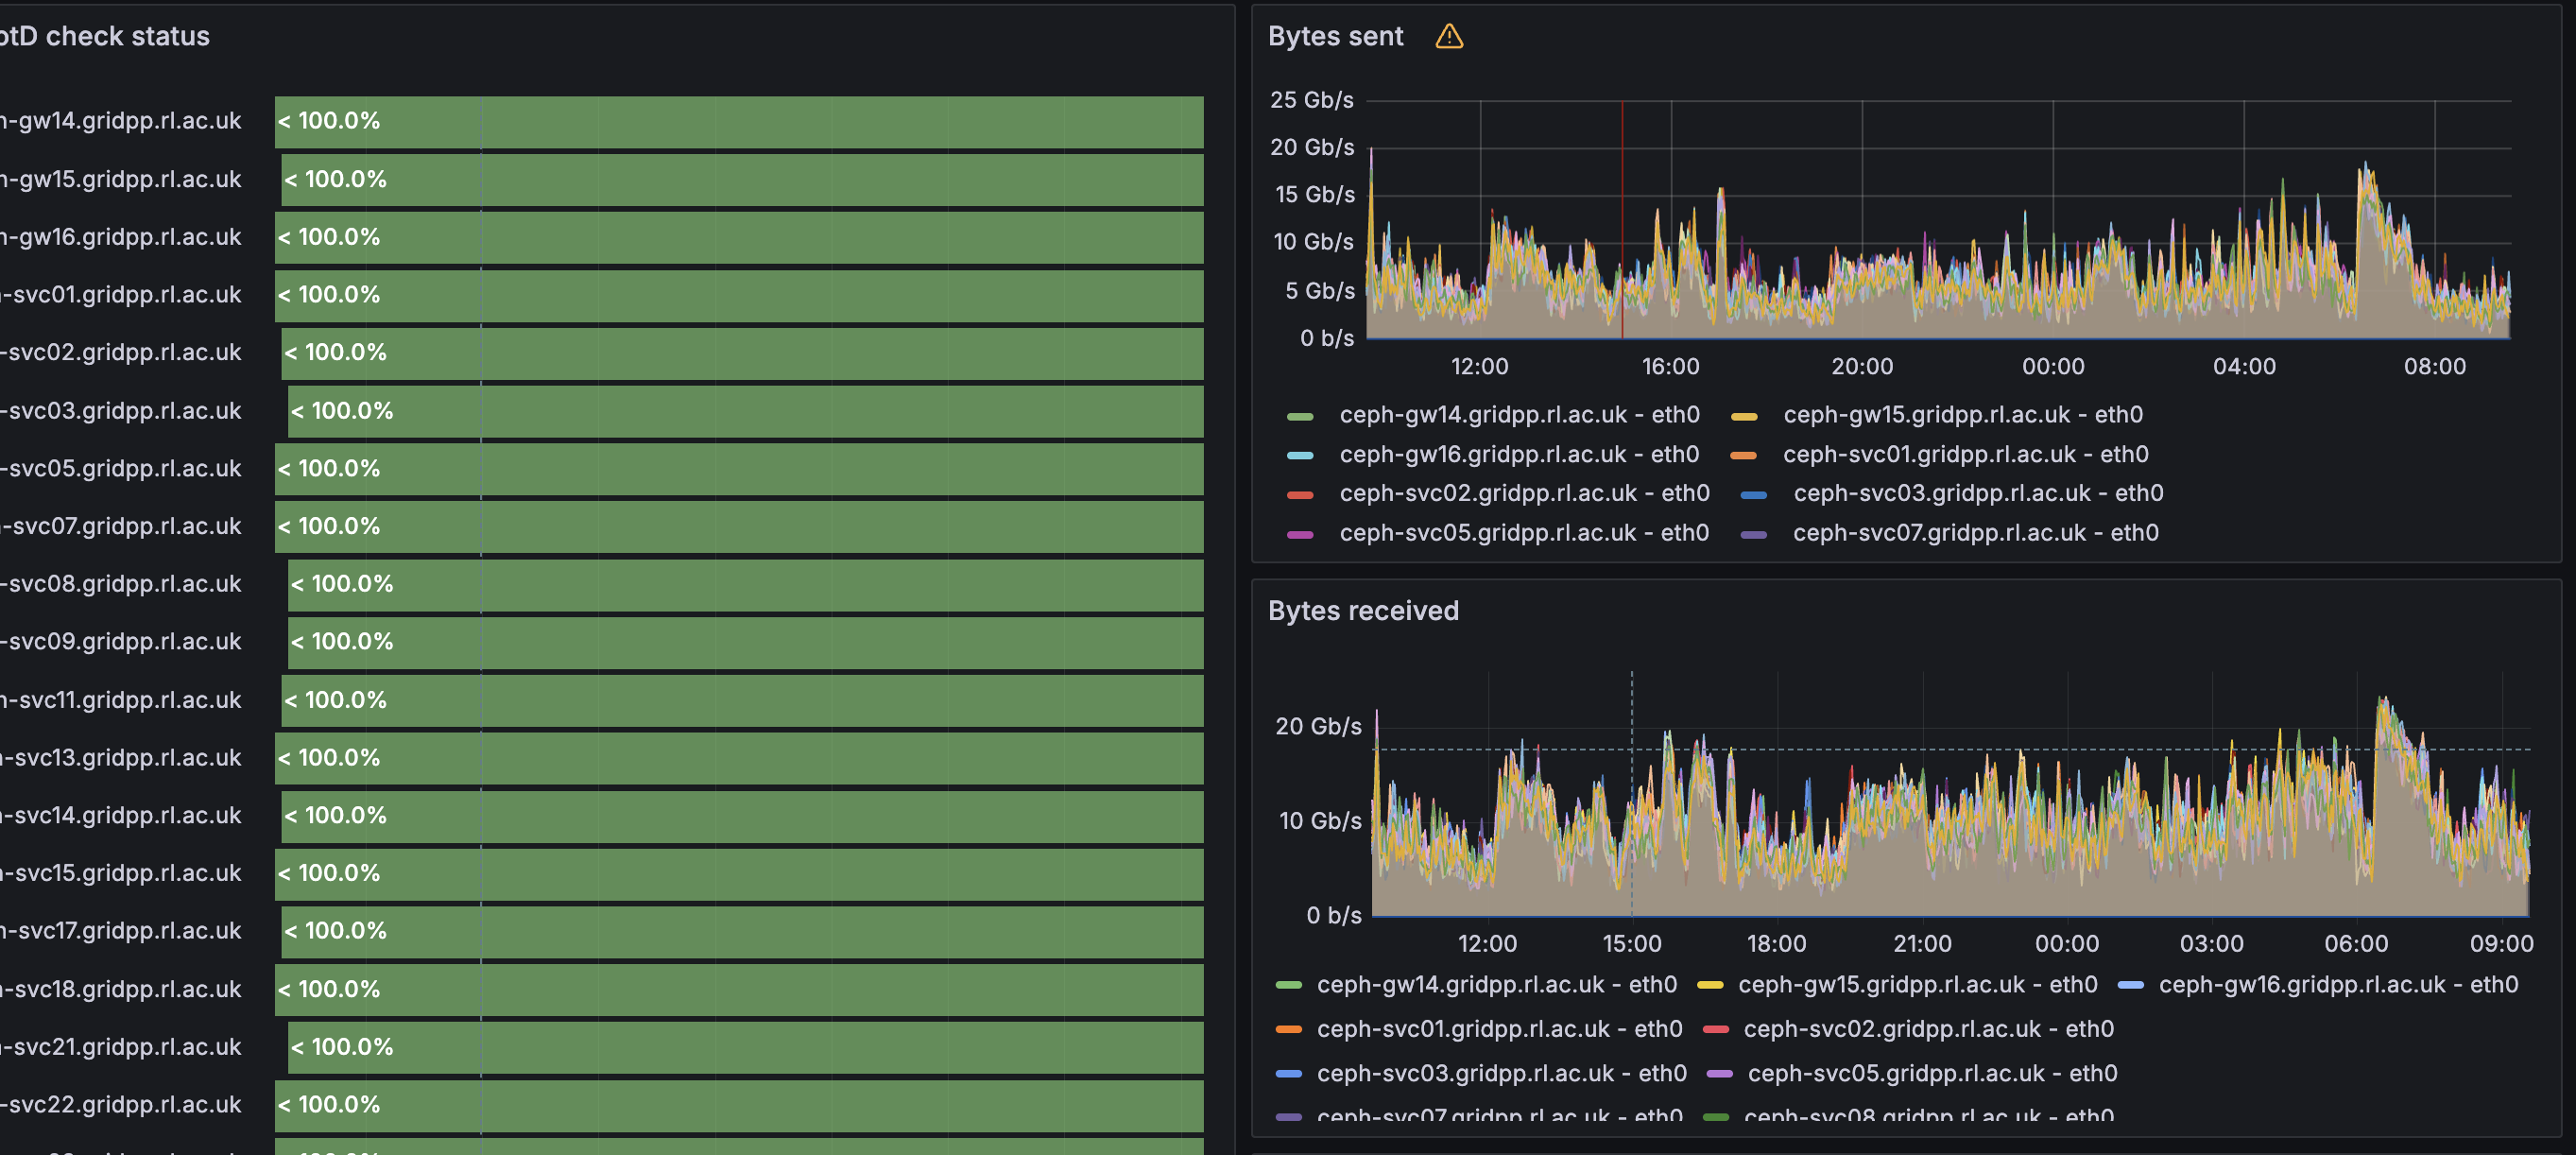 otD check status
n-gw14.gridpp.rl.ac.uk < 100.0%
n-gw15.gridpp.rl.ac.uk < 100.0%
n-gw16.gridpp.rl.ac.uk < 100.0%
-svc01.gridpp.rl.ac.uk < 100.0%
-svc02.gridpp.rl.ac.uk < 100.0%
-svc03.gridpp.rl.ac.uk < 100.0%
-svc05.gridpp.rl.ac.uk < 100.0%
-svc07.gridpp.rl.ac.uk < 100.0%
-svc08.gridpp.rl.ac.uk < 100.0%
-svc09.gridpp.rl.ac.uk < 100.0%
-svc11.gridpp.rl.ac.uk < 100.0%
-svc13.gridpp.rl.ac.uk < 100.0%
-svc14.gridpp.rl.ac.uk < 100.0%
-svc15.gridpp.rl.ac.uk < 100.0%
-svc17.gridpp.rl.ac.uk < 100.0%
-svc18.gridpp.rl.ac.uk < 100.0%
-svc21.gridpp.rl.ac.uk < 100.0%
-svc22.gridpp.rl.ac.uk < 100.0%
Bytes sent
25 Gb/s
20 Gb/s
15 Gb/s
10 Gb/s
5 Gb/s
0 b/s
12:00 16:00 20:00 00:00 04:00 08:00
ceph-gw14.gridpp.rl.ac.uk - eth0 ceph-gw15.gridpp.rl.ac.uk - eth0
ceph-gw16.gridpp.rl.ac.uk - eth0 ceph-svc01.gridpp.rl.ac.uk - eth0
ceph-svc02.gridpp.rl.ac.uk - eth0 ceph-svc03.gridpp.rl.ac.uk - eth0
ceph-svc05.gridpp.rl.ac.uk - eth0 ceph-svc07.gridpp.rl.ac.uk - eth0
Bytes received
20 Gb/s
10 Gb/s
0 b/s
12:00 15:00 18:00 21:00 00:00 03:00 06:00 09:00
ceph-gw14.gridpp.rl.ac.uk - eth0 ceph-gw15.gridpp.rl.ac.uk - eth0 ceph-gw16.gridpp.rl.ac.uk - eth0
ceph-svc01.gridpp.rl.ac.uk - eth0 ceph-svc02.gridpp.rl.ac.uk - eth0
ceph-svc03.gridpp.rl.ac.uk - eth0 ceph-svc05.gridpp.rl.ac.uk - eth0
ceph-svc07.gridpp.rl.ac.uk - eth0 ceph-svc08.gridpp.rl.ac.uk - eth0